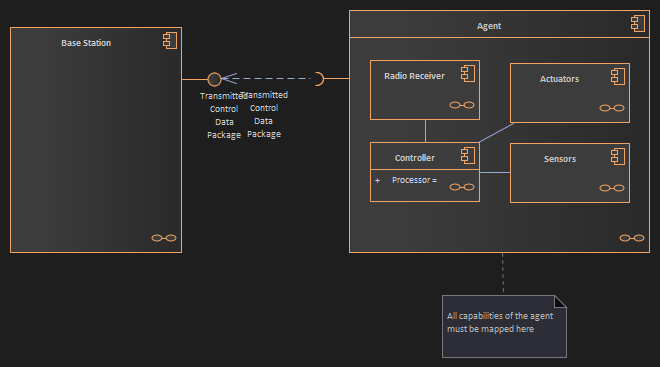 Base Station
Transmitted
Control
Data
Package
Transmitted
Control
Data
Package
Agent
Radio Receiver
Actuators
Controller
+ Processor =
Sensors
All capabilities of the agent
must be mapped here